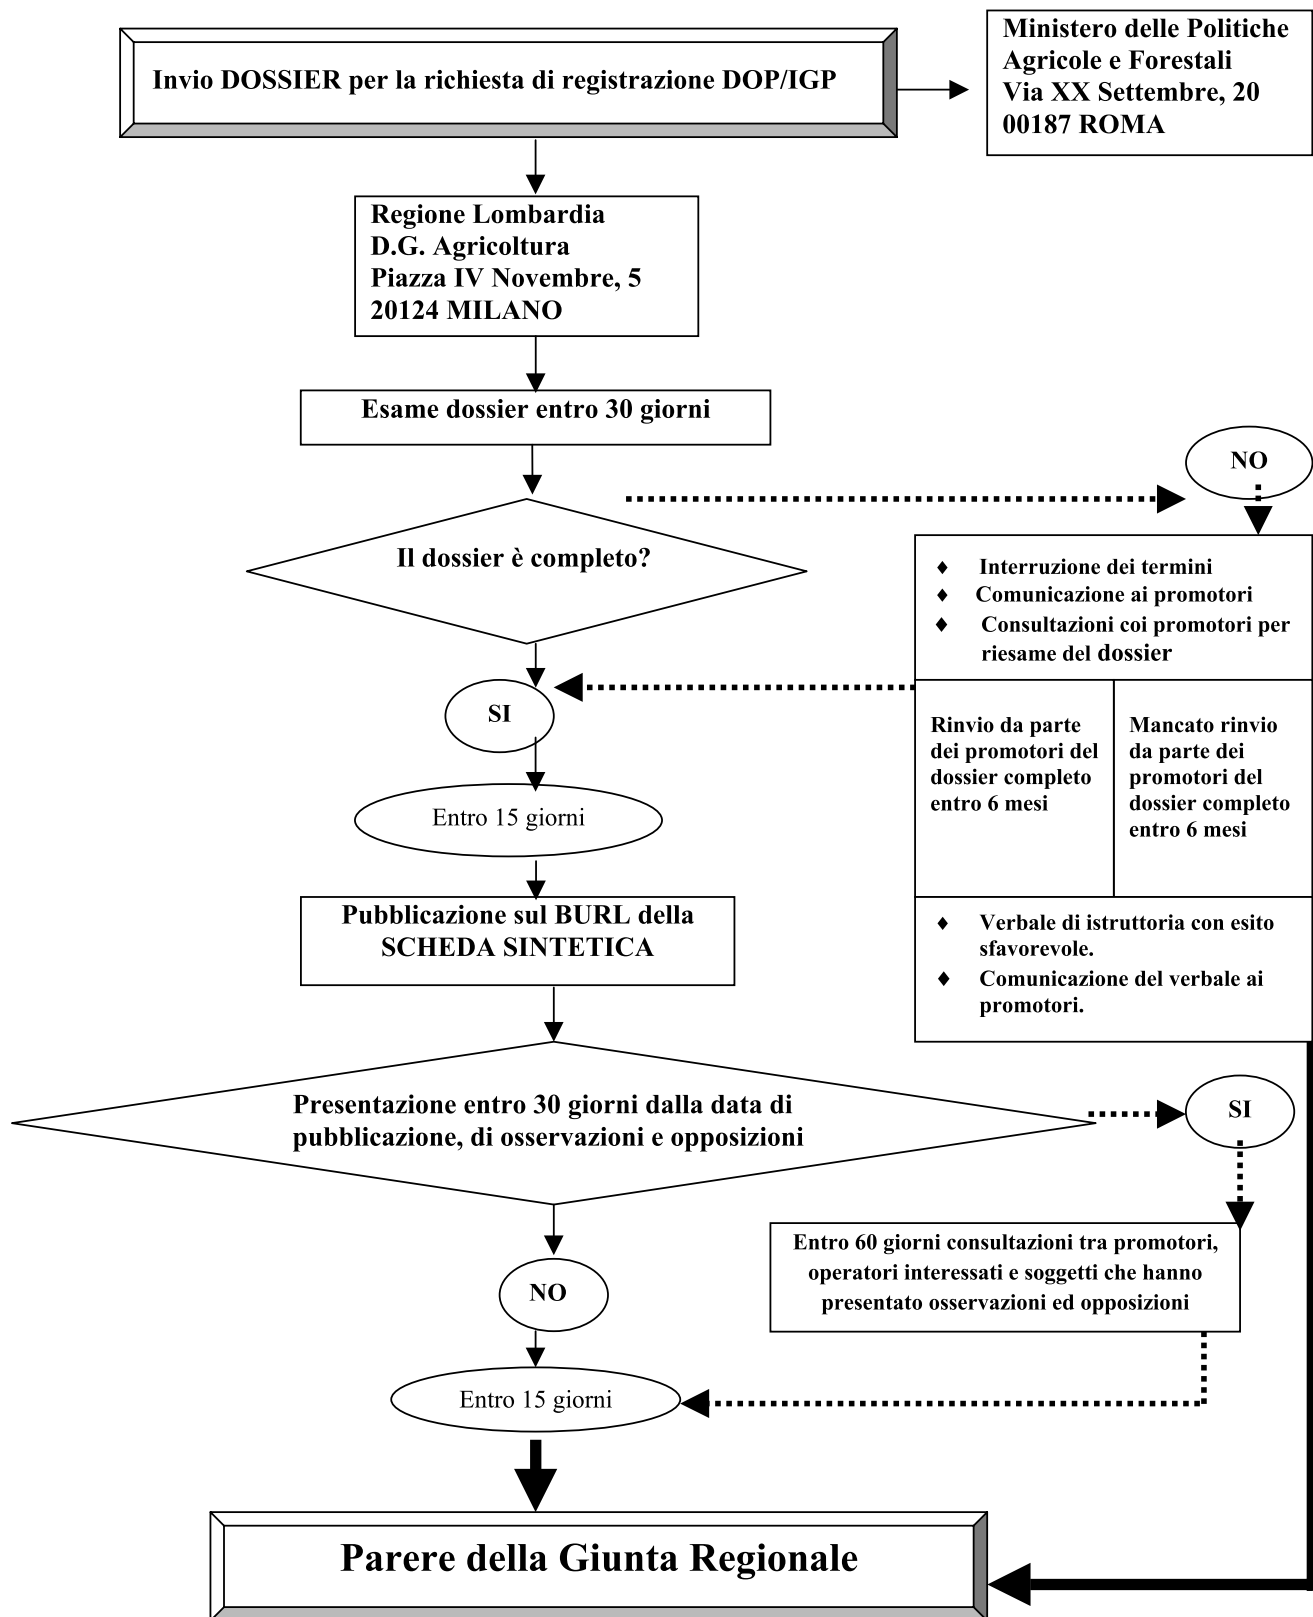 Invio DOSSIER per la richiesta di registrazione DOP/IGP
Ministero delle Politiche
Agricole e Forestali
Via XX Settembre, 20
00187 ROMA
Regione Lombardia
D.G. Agricoltura
Piazza IV Novembre, 5
20124 MILANO
Esame dossier entro 30 giorni
NO
Il dossier è completo?
♦ Interruzione dei termini
♦ Comunicazione ai promotori
♦ Consultazioni coi promotori per
riesame del dossier
SI
Rinvio da parte
dei promotori del
dossier completo
entro 6 mesi
Mancato rinvio
da parte dei
promotori del
dossier completo
entro 6 mesi
Entro 15 giorni
Pubblicazione sul BURL della
SCHEDA SINTETICA
♦ Verbale di istruttoria con esito
sfavorevole.
♦ Comunicazione del verbale ai
promotori.
Presentazione entro 30 giorni dalla data di
pubblicazione, di osservazioni e opposizioni
SI
Entro 60 giorni consultazioni tra promotori,
operatori interessati e soggetti che hanno
presentato osservazioni ed opposizioni
NO
Entro 15 giorni
Parere della Giunta Regionale